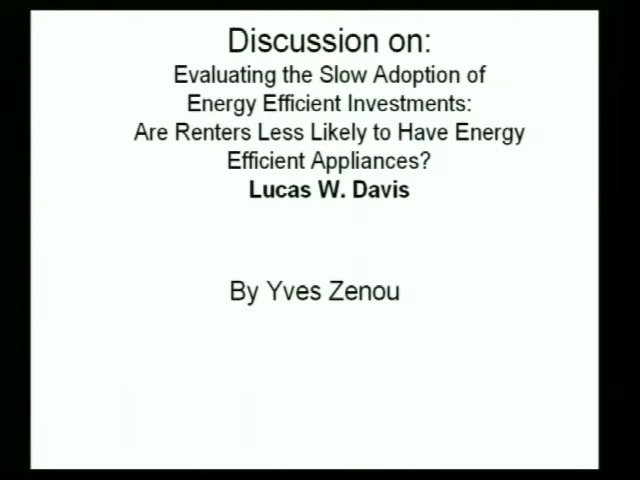 Discussion on:
Evaluating the Slow Adoption of
Energy Efficient Investments:
Are Renters Less Likely to Have Energy
Efficient Appliances?
Lucas W. Davis
By Yves Zenou